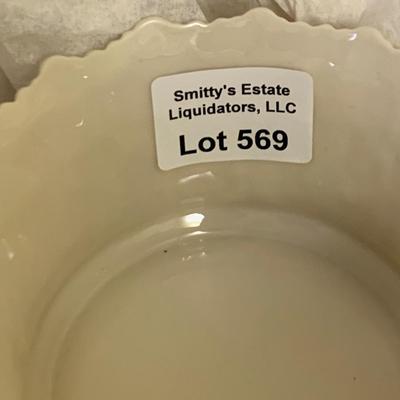 Smitty's Estate
Liquidators, LLC
Lot 569